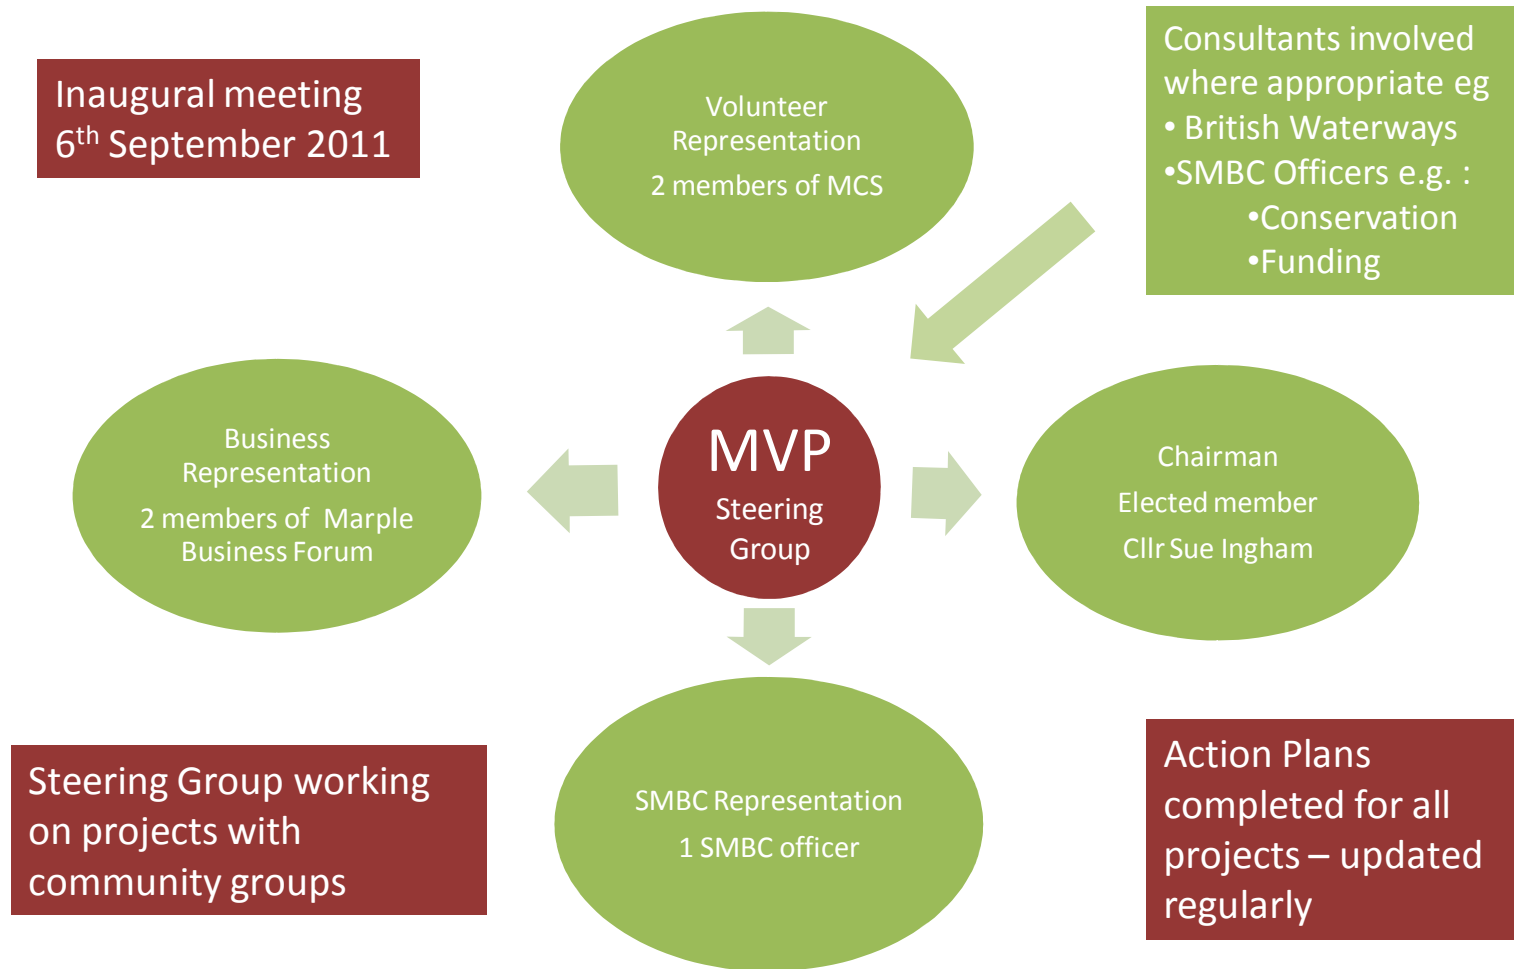 Inaugural meeting
6th September 2011
Volunteer
Representation
2 members of MCS
Consultants involved
where appropriate eg
• British Waterways
•SMBC Officers e.g. :
•Conservation
•Funding
Business
Representation
2 members of Marple
Business Forum
MVP
Steering
Group
Chairman
Elected member
Cllr Sue Ingham
Steering Group working
on projects with
community groups
SMBC Representation
1 SMBC officer
Action Plans
completed for all
projects – updated
regularly